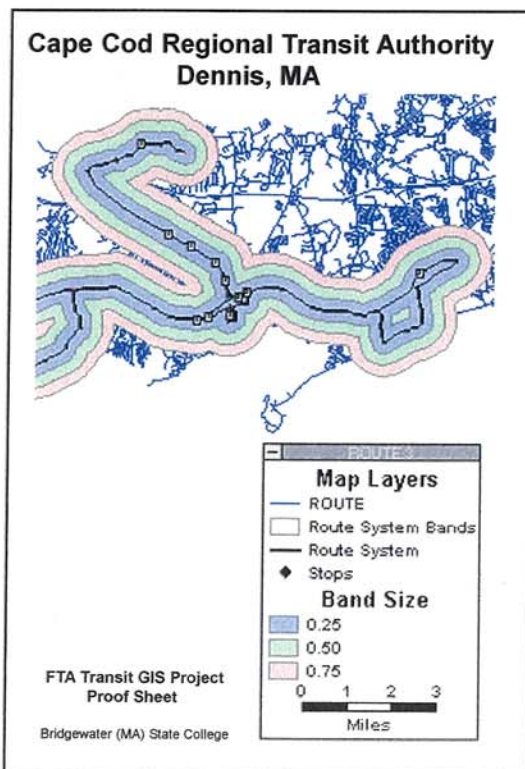 Cape Cod Regional Transit Authority
Dennis, MA
ROUTE 3
Map Layers
ROUTE
Route System Bands
Route System
Stops
Band Size
0.25
0.50
0.75
0 1 2 3
Miles
FTA Transit GIS Project
Proof Sheet
Bridgewater (MA) State College